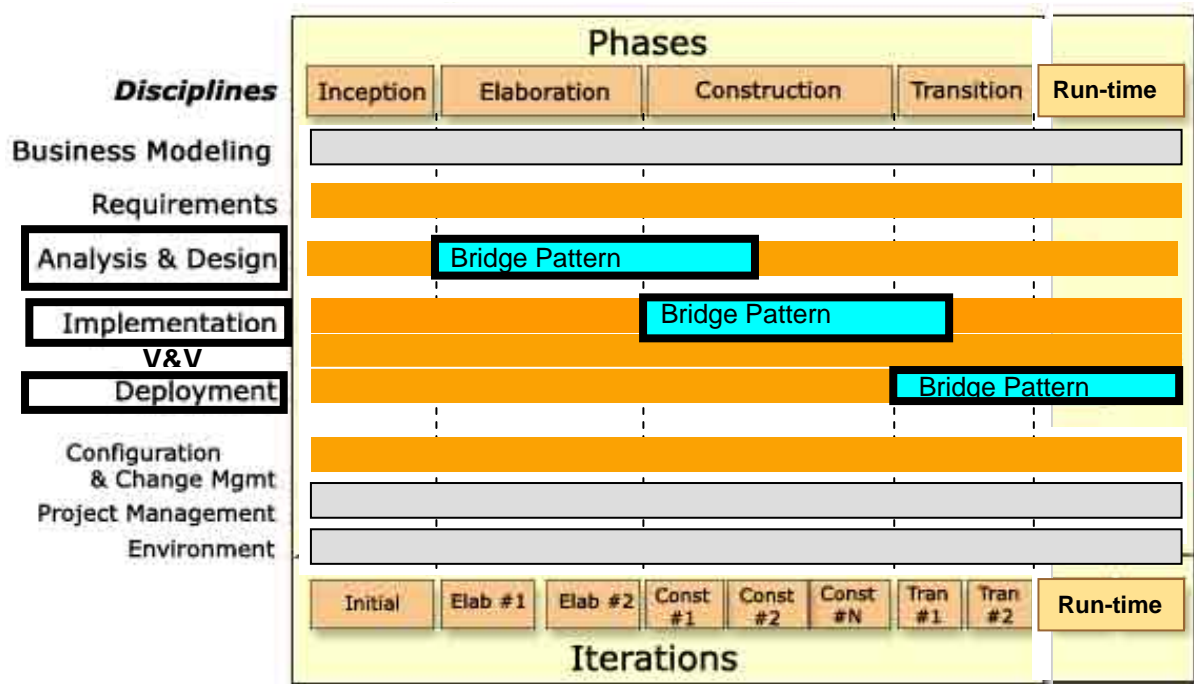 Phases
Disciplines
Inception Elaboration Construction Transition Run-time
Business Modeling
Requirements
Analysis & Design Bridge Pattern
Implementation Bridge Pattern
V&V
Deployment Bridge Pattern
Configuration
& Change Mgmt
Project Management
Environment
Initial Elab #1 Elab #2 Const #1 Const #2 Const #N Tran #1 Tran #2 Run-time
Iterations